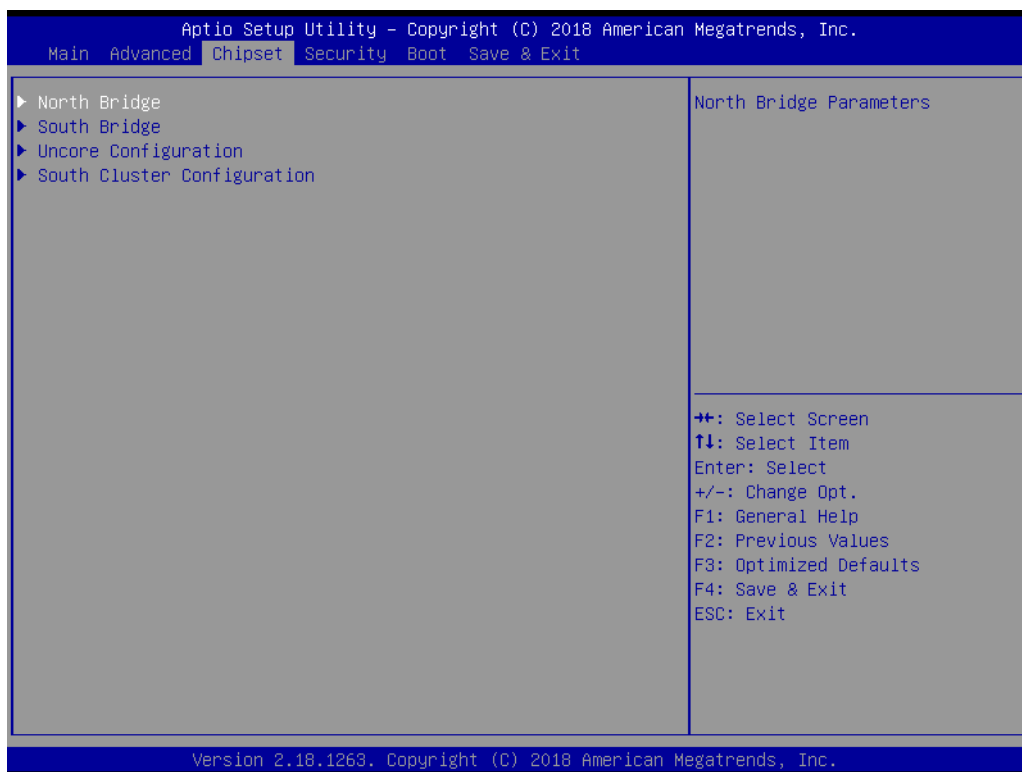 Aptio Setup Utility – Copyright (C) 2018 American Megatrends, Inc.
Main Advanced Chipset Security Boot Save & Exit
North Bridge
South Bridge
Uncore Configuration
South Cluster Configuration
North Bridge Parameters
→←: Select Screen
↑↓: Select Item
Enter: Select
+/-: Change Opt.
F1: General Help
F2: Previous Values
F3: Optimized Defaults
F4: Save & Exit
ESC: Exit
Version 2.18.1263. Copyright (C) 2018 American Megatrends, Inc.